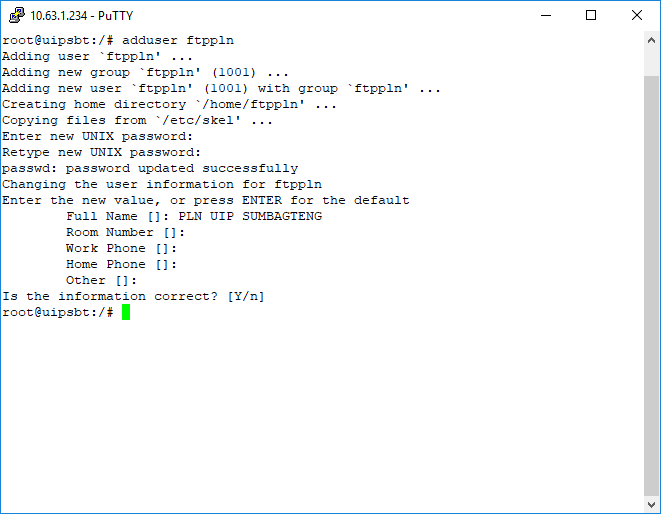 10.63.1.234 - PuTTY
root@uipsbt:/# adduser ftppln
Adding user `ftppln' ...
Adding new group `ftppln' (1001) ...
Adding new user `ftppln' (1001) with group `ftppln' ...
Creating home directory `/home/ftppln' ...
Copying files from `/etc/skel' ...
Enter new UNIX password:
Retype new UNIX password:
passwd: password updated successfully
Changing the user information for ftppln
Enter the new value, or press ENTER for the default
        Full Name []: PLN UIP SUMBAGTENG
        Room Number []:
        Work Phone []:
        Home Phone []:
        Other []:
Is the information correct? [Y/n]
root@uipsbt:/#